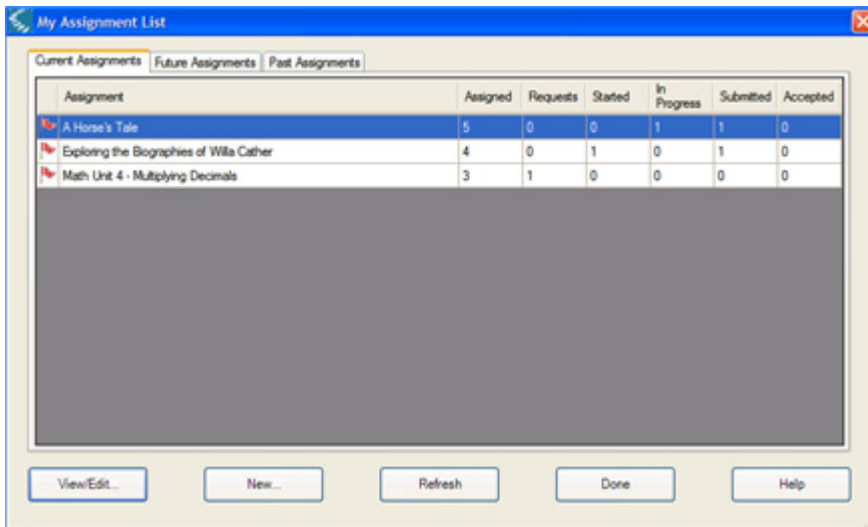 My Assignment List
Current Assignments Future Assignments Past Assignments
Assignment Assigned Requests Started In Progress Submitted Accepted
A Horse's Tale 5 0 0 1 1 0
Exploring the Biographies of Willa Cather 4 0 1 0 1 0
Math Unit 4 - Multiplying Decimals 3 1 0 0 0 0
View/Edit... New... Refresh Done Help